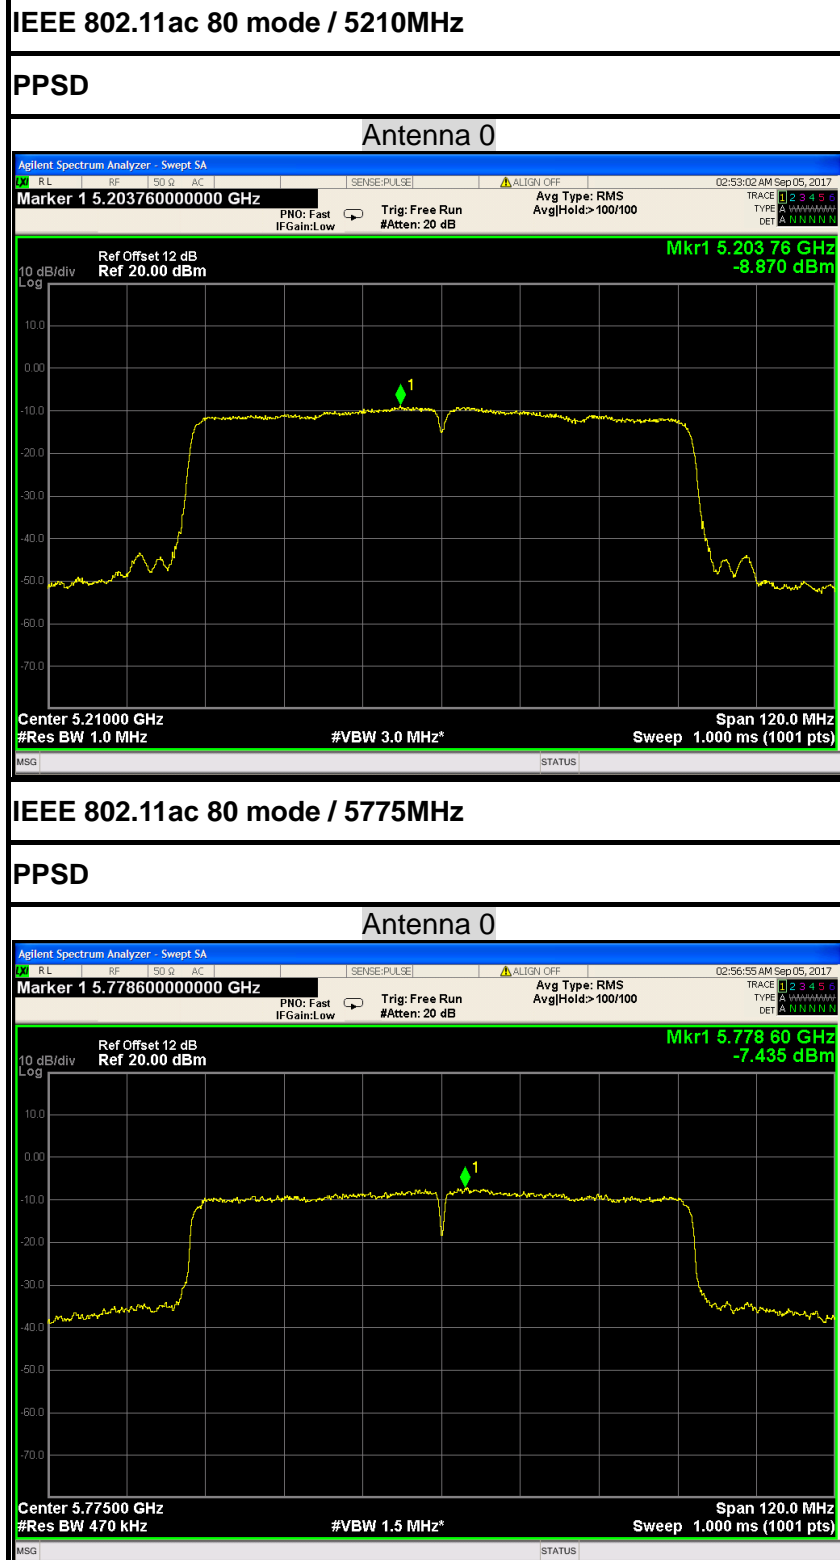 IEEE 802.11ac 80 mode / 5210MHz
PPSD
Antenna 0
Agilent Spectrum Analyzer - Swept SA
LXI RL RF 50 Ω AC SENSE:PULSE ALIGN OFF 02:53:02 AM Sep 05, 2017
Marker 1 5.203760000000 GHz Avg Type: RMS TRACE 1 2 3 4 5 6
PNO: Fast Trig: Free Run Avg|Hold:>100/100 TYPE A WWWWW
IFGain:Low #Atten: 20 dB DET A N N N N N
Mkr1 5.203 76 GHz
Ref Offset 12 dB -8.870 dBm
10 dB/div Ref 20.00 dBm
Log
10.0
0.00
1
-10.0
-20.0
-30.0
-40.0
-50.0
-60.0
-70.0
Center 5.21000 GHz Span 120.0 MHz
#Res BW 1.0 MHz #VBW 3.0 MHz* Sweep 1.000 ms (1001 pts)
MSG STATUS
IEEE 802.11ac 80 mode / 5775MHz
PPSD
Antenna 0
Agilent Spectrum Analyzer - Swept SA
LXI RL RF 50 Ω AC SENSE:PULSE ALIGN OFF 02:56:55 AM Sep 05, 2017
Marker 1 5.778600000000 GHz Avg Type: RMS TRACE 1 2 3 4 5 6
PNO: Fast Trig: Free Run Avg|Hold:>100/100 TYPE A WWWWW
IFGain:Low #Atten: 20 dB DET A N N N N N
Mkr1 5.778 60 GHz
Ref Offset 12 dB -7.435 dBm
10 dB/div Ref 20.00 dBm
Log
10.0
0.00
1
-10.0
-20.0
-30.0
-40.0
-50.0
-60.0
-70.0
Center 5.77500 GHz Span 120.0 MHz
#Res BW 470 kHz #VBW 1.5 MHz* Sweep 1.000 ms (1001 pts)
MSG STATUS